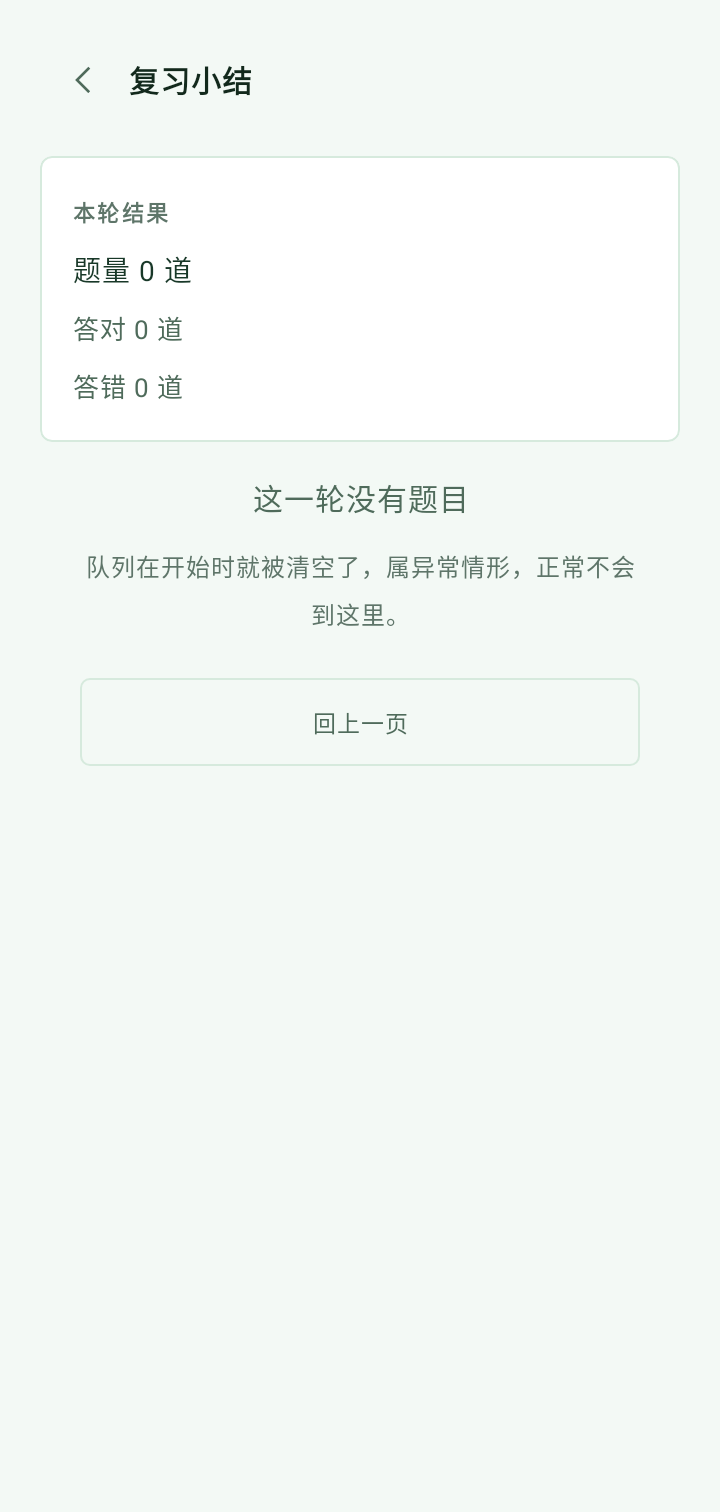 复习小结
本轮结果
题量 0 道
答对 0 道
答错 0 道
这一轮没有题目
队列在开始时就被清空了，属异常情形，正常不会
到这里。
回上一页